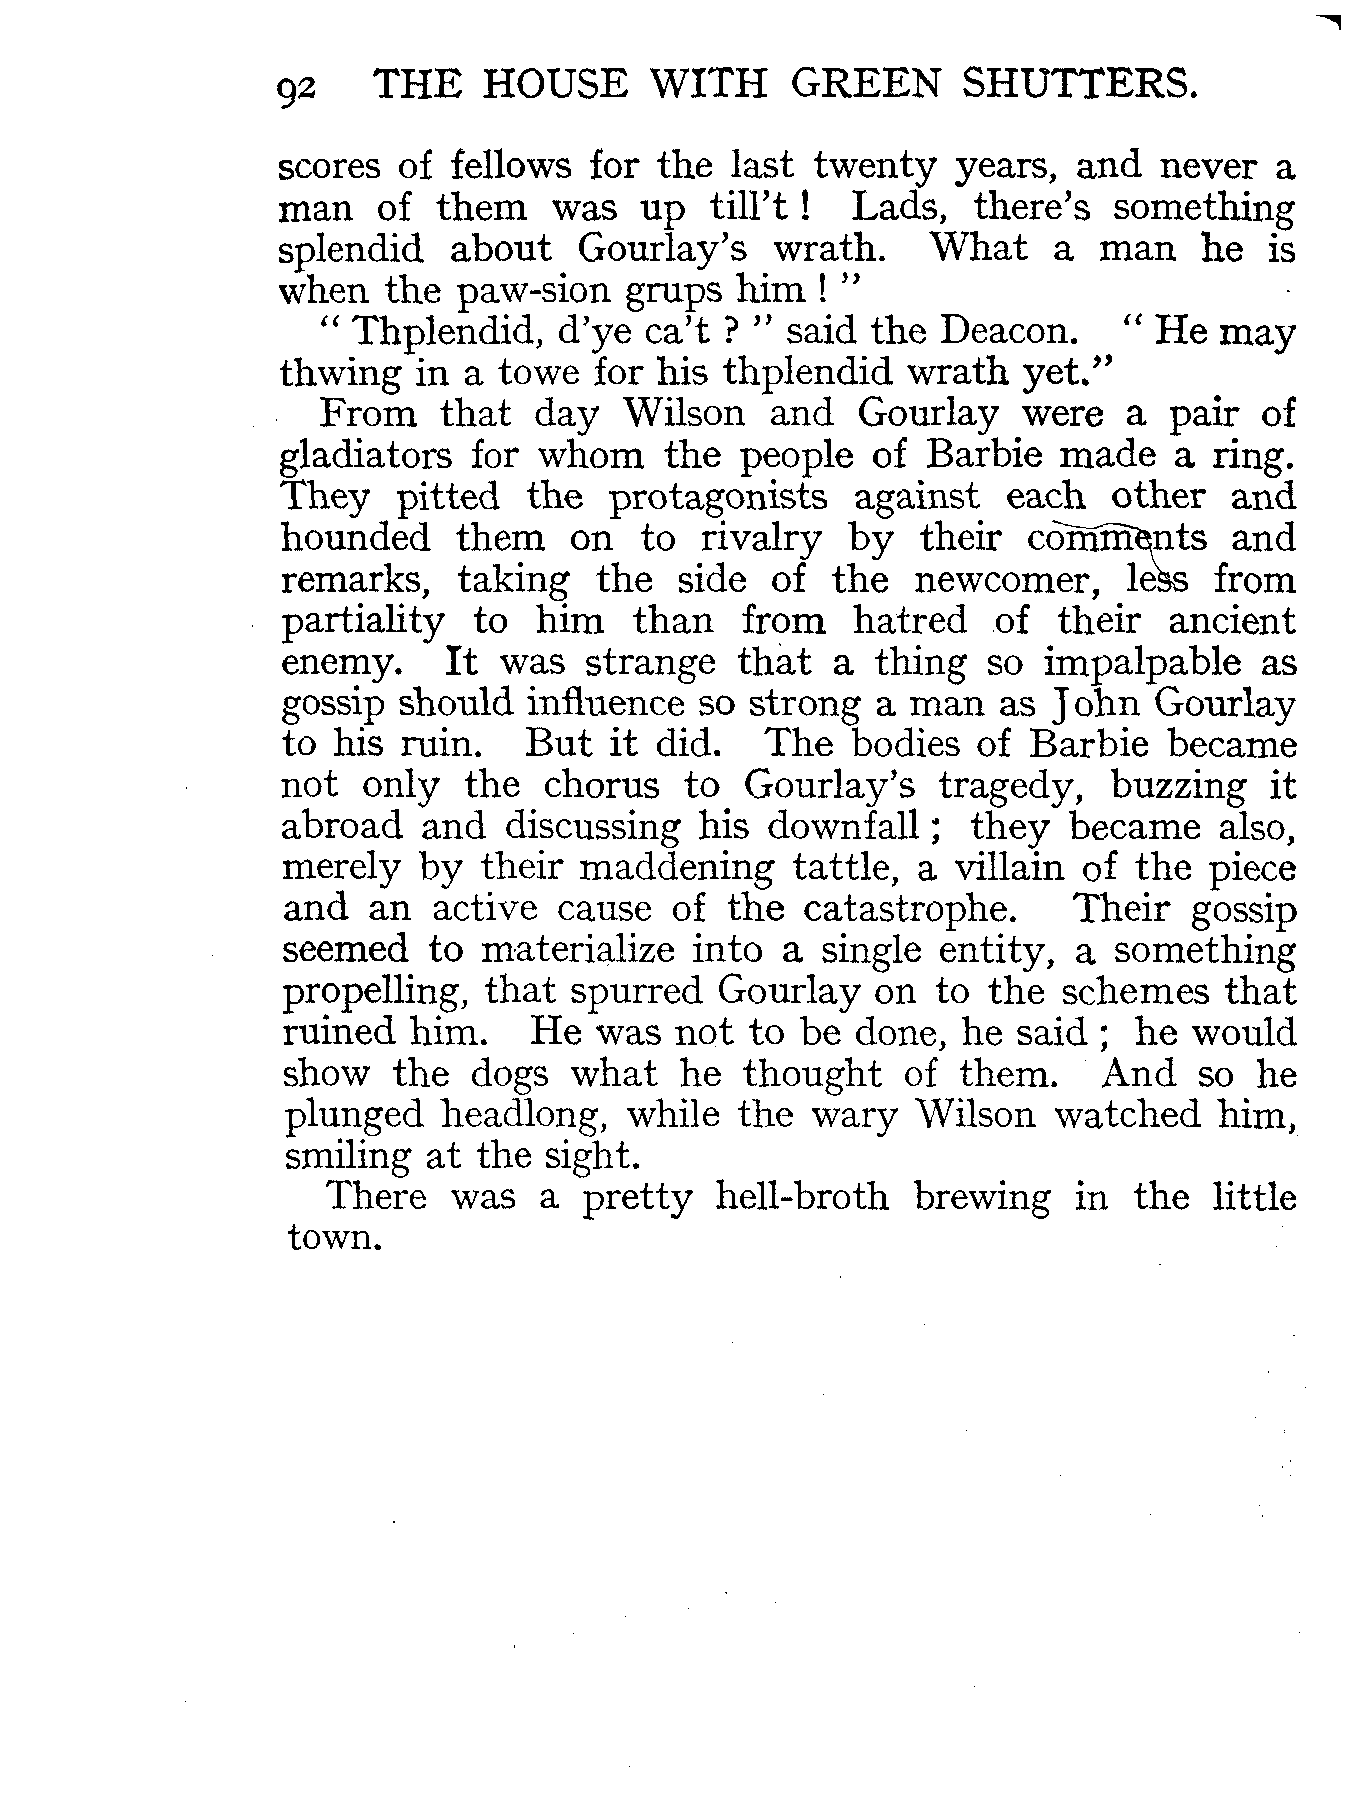 92 THE HOUSE WITH GREEN SHUTTERS.
scores of fellows for the last twenty years, and never a
man of them was up till't! Lads, there's something
splendid about Gourlay's wrath. What a man he is
when the paw-sion grups him!"
"Thplendid, d'ye ca't?" said the Deacon. "He may
thwing in a towe for his thplendid wrath yet."
From that day Wilson and Gourlay were a pair of
gladiators for whom the people of Barbie made a ring.
They pitted the protagonists against each other and
hounded them on to rivalry by their comments and
remarks, taking the side of the newcomer, less from
partiality to him than from hatred of their ancient
enemy. It was strange that a thing so impalpable as
gossip should influence so strong a man as John Gourlay
to his ruin. But it did. The bodies of Barbie became
not only the chorus to Gourlay's tragedy, buzzing it
abroad and discussing his downfall; they became also,
merely by their maddening tattle, a villain of the piece
and an active cause of the catastrophe. Their gossip
seemed to materialize into a single entity, a something
propelling, that spurred Gourlay on to the schemes that
ruined him. He was not to be done, he said; he would
show the dogs what he thought of them. And so he
plunged headlong, while the wary Wilson watched him,
smiling at the sight.
There was a pretty hell-broth brewing in the little
town.